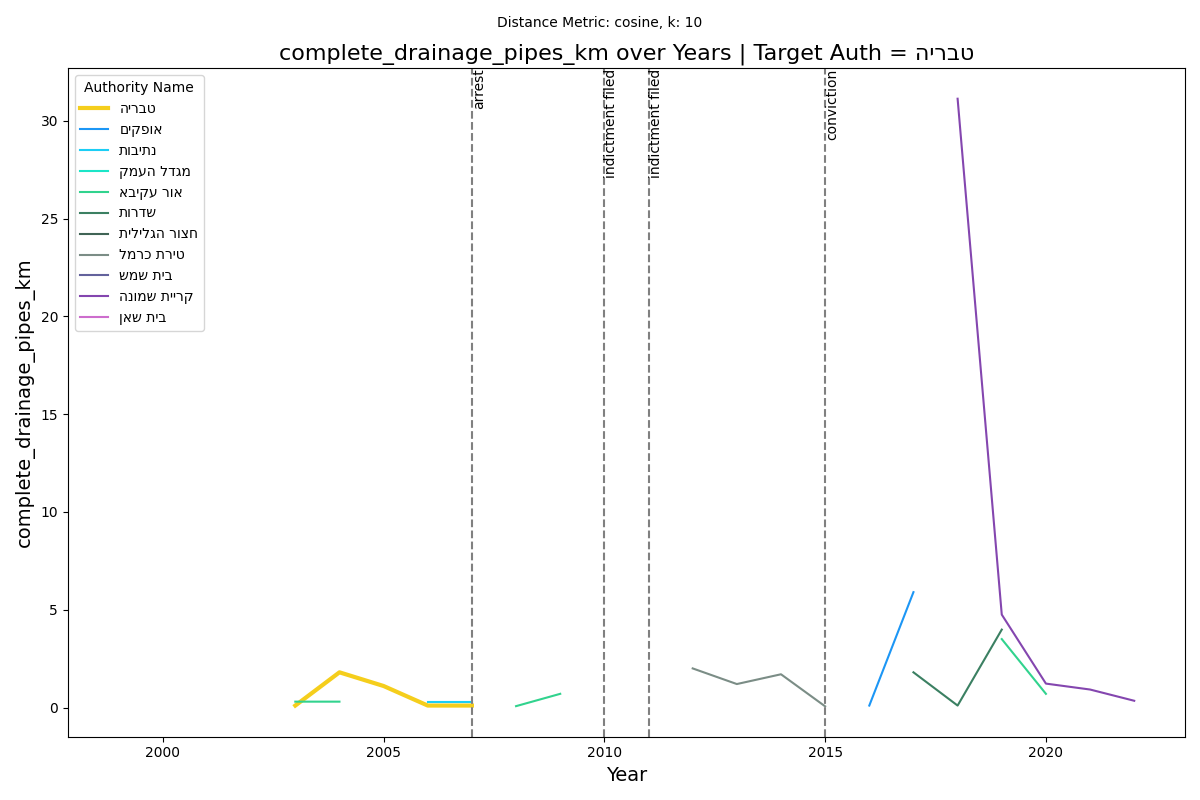 Distance Metric: cosine, k: 10
complete_drainage_pipes_km over Years | Target Auth = טבריה
Authority Name
טבריה
אופקים
נתיבות
מגדל העמק
אור עקיבא
שדרות
חצור הגלילית
טירת כרמל
בית שמש
קריית שמונה
בית שאן
arrest
indictment filed
indictment filed
conviction
complete_drainage_pipes_km
30
25
20
15
10
5
0
2000
2005
2010
2015
2020
Year